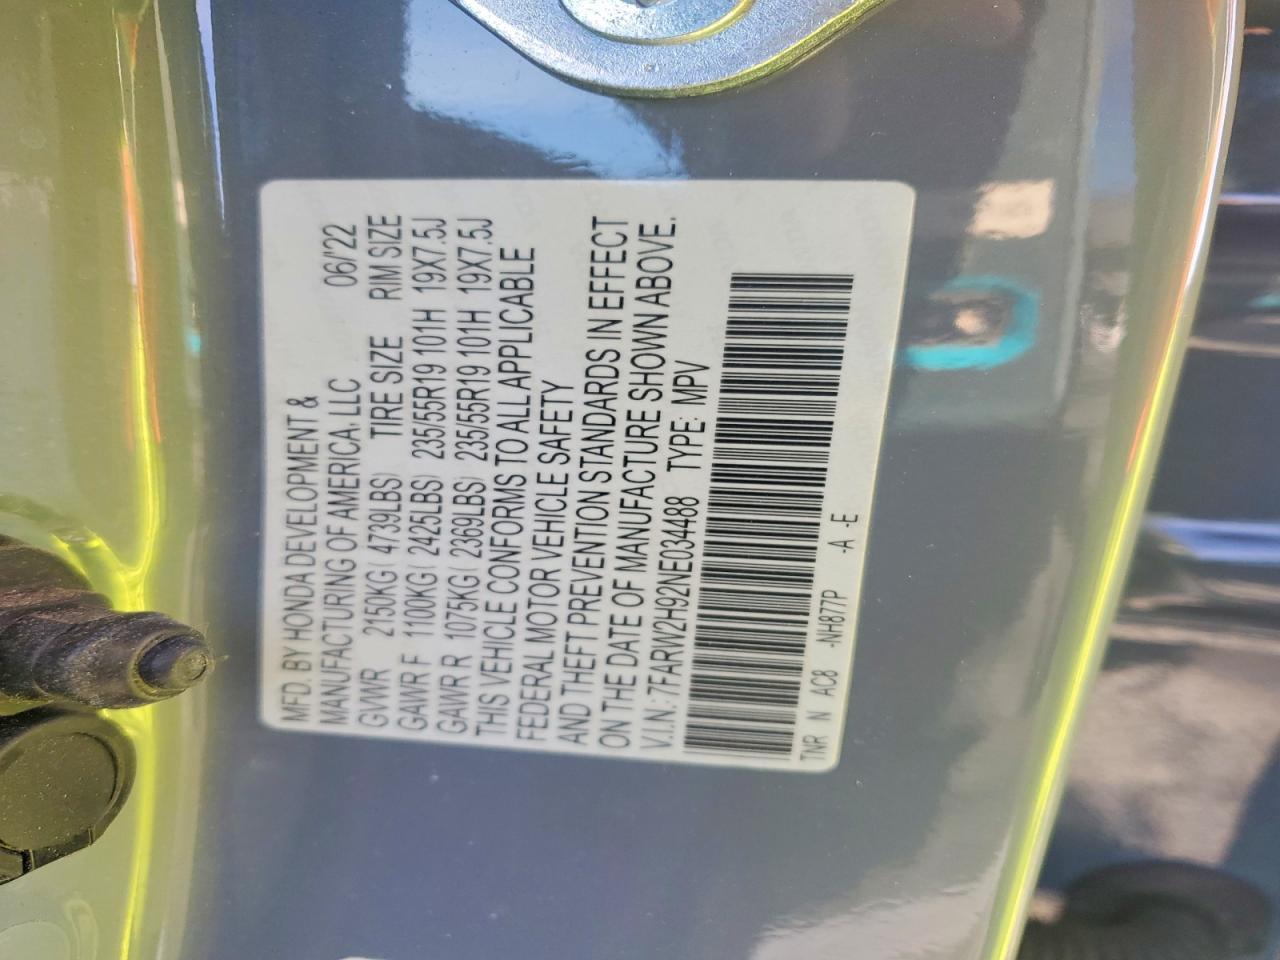 MFD. BY HONDA DEVELOPMENT & 06/'22
MANUFACTURING OF AMERICA, LLC
GVWR 2150KG( 4739LBS) TIRE SIZE RIM SIZE
GAWR F 1100KG( 2425LBS) 235/55R19 101H 19X7.5J
GAWR R 1075KG( 2369LBS) 235/55R19 101H 19X7.5J
THIS VEHICLE CONFORMS TO ALL APPLICABLE
FEDERAL MOTOR VEHICLE SAFETY
AND THEFT PREVENTION STANDARDS IN EFFECT
ON THE DATE OF MANUFACTURE SHOWN ABOVE.
V.I.N.: 7FARW2H92NE034488 TYPE: MPV
TNR N AC8 -NH877P -A -E